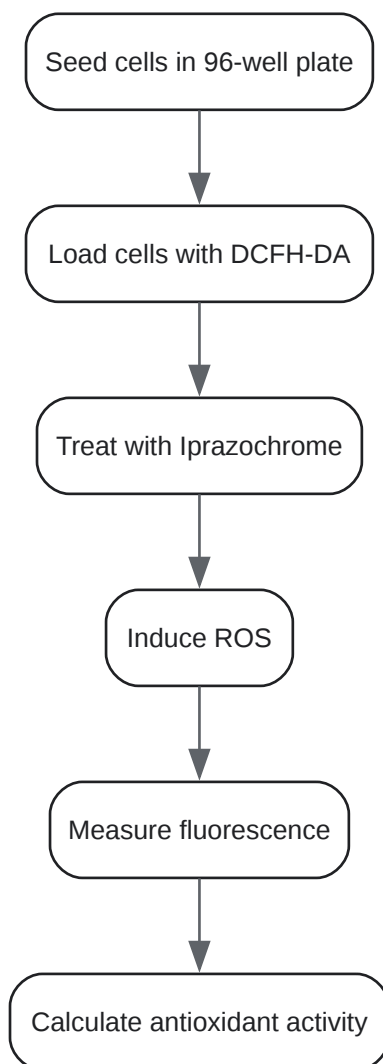 Seed cells in 96-well plate
Load cells with DCFH-DA
Treat with Iprazochrome
Induce ROS
Measure fluorescence
Calculate antioxidant activity